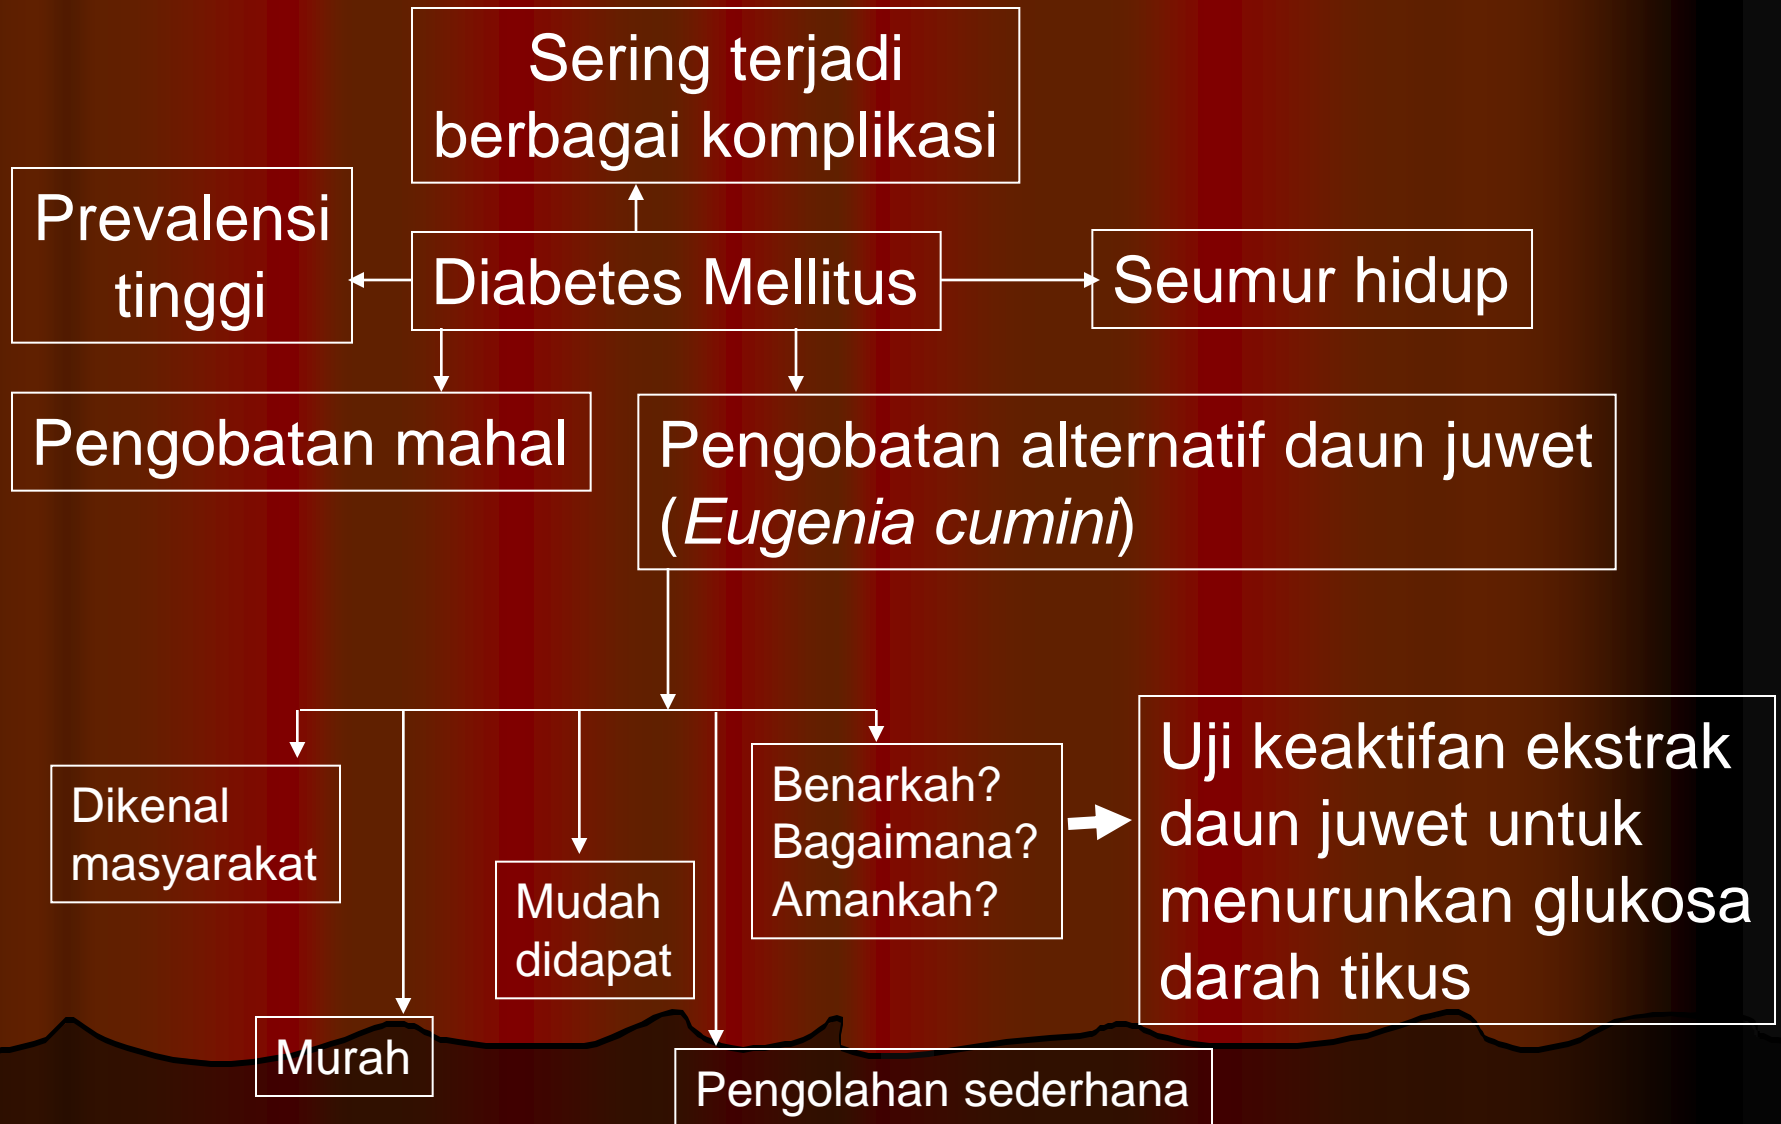 Sering terjadi
berbagai komplikasi
Prevalensi
tinggi
Diabetes Mellitus
Seumur hidup
Pengobatan mahal
Pengobatan alternatif daun juwet
(Eugenia cumini)
Dikenal
masyarakat
Murah
Mudah
didapat
Pengolahan sederhana
Benarkah?
Bagaimana?
Amankah?
Uji keaktifan ekstrak
daun juwet untuk
menurunkan glukosa
darah tikus